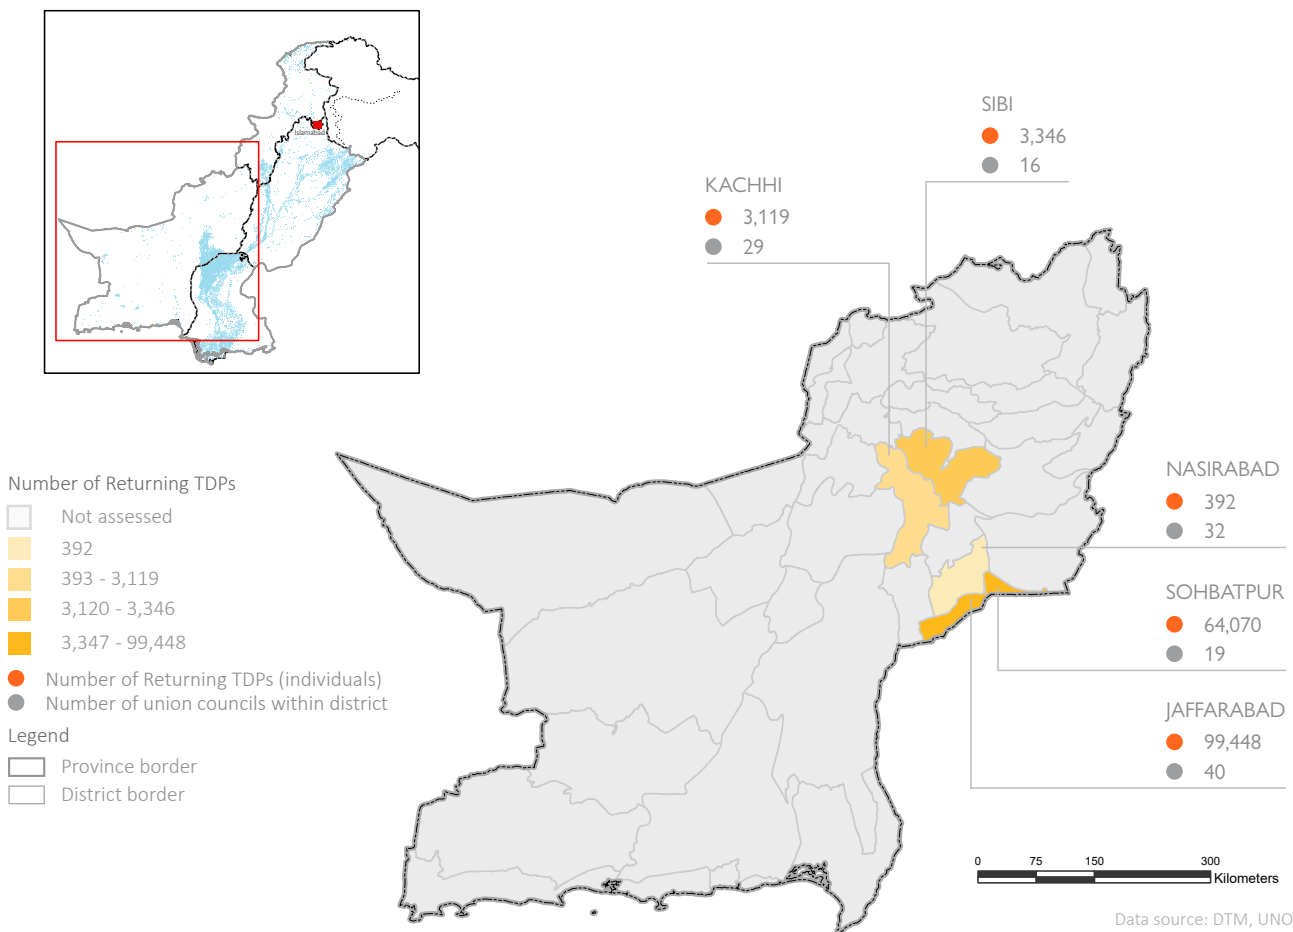 Islamabad
SIBI
3,346
16
KACHHI
3,119
29
NASIRABAD
392
32
SOHBATPUR
64,070
19
JAFFARABAD
99,448
40
Number of Returning TDPs
Not assessed
392
393 - 3,119
3,120 - 3,346
3,347 - 99,448
Number of Returning TDPs (individuals)
Number of union councils within district
Legend
Province border
District border
0 75 150 300
Kilometers
Data source: DTM, UNO